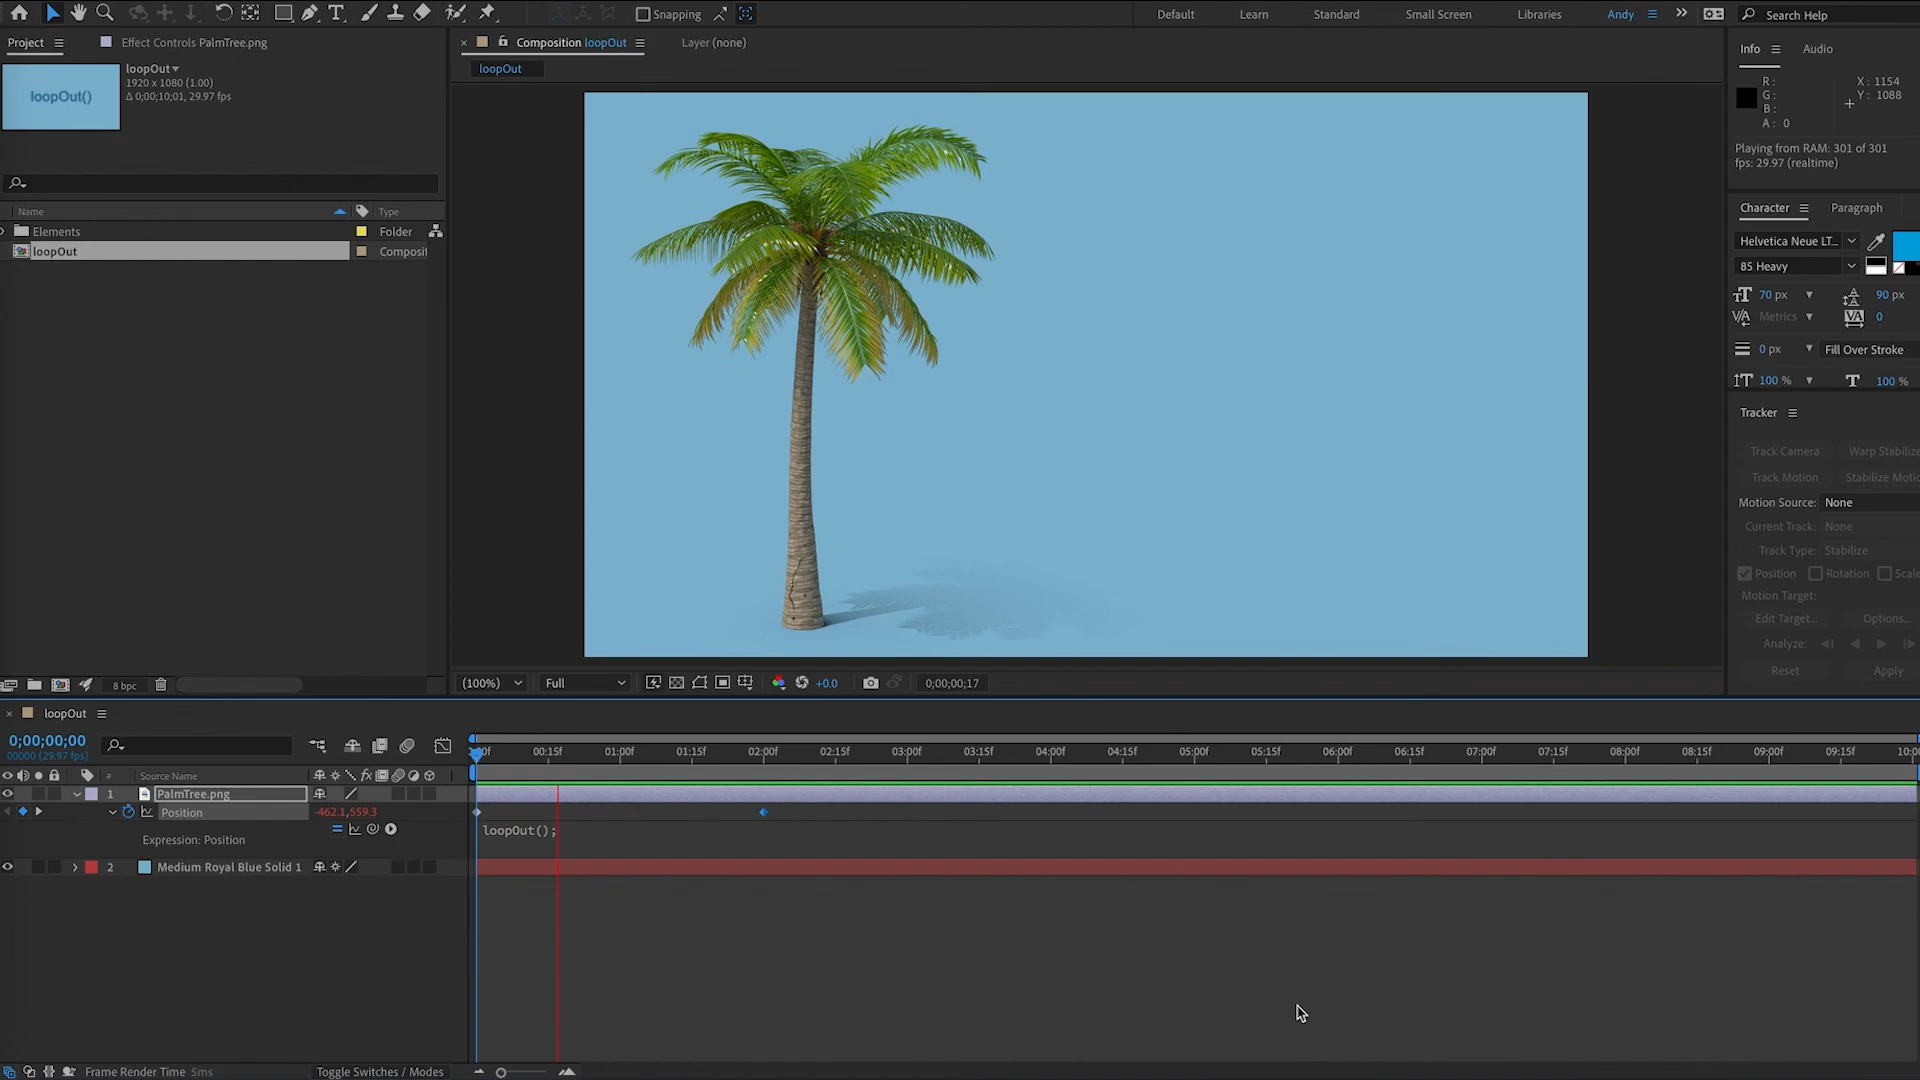 Snapping
Default
Learn
Standard
Small Screen
Libraries
Andy
Search Help
Project
Effect Controls PalmTree.png
Composition loopOut
Layer (none)
Info
Audio
loopOut
1920 x 1080 (1.00)
Δ 0;00;10;01, 29.97 fps
loopOut()
loopOut
R :
G :
B :
A : 0
X : 1154
Y : 1088
Playing from RAM: 301 of 301
fps: 29.97 (realtime)
Name
Type
Elements
Folder
loopOut
Composit
Character
Paragraph
Helvetica Neue LT...
85 Heavy
70 px
90 px
Metrics
0
0 px
Fill Over Stroke
100 %
100 %
Tracker
Track Camera
Warp Stabilize
Track Motion
Stabilize Motio
Motion Source: None
Current Track: None
Track Type: Stabilize
Position
Rotation
Scale
Motion Target:
Edit Target...
Options...
Analyze:
Reset
Apply
8 bpc
(100%)
Full
+0.0
0;00;00;17
loopOut
0;00;00;00
00000 (29.97 fps)
00f 00:15f 01:00f 01:15f 02:00f 02:15f 03:00f 03:15f 04:00f 04:15f 05:00f 05:15f 06:00f 06:15f 07:00f 07:15f 08:00f 08:15f 09:00f 09:15f 10:00
# Source Name
fx
1 PalmTree.png
Position
-462.1,559.3
Expression: Position
loopOut();
2 Medium Royal Blue Solid 1
Frame Render Time 5ms
Toggle Switches / Modes